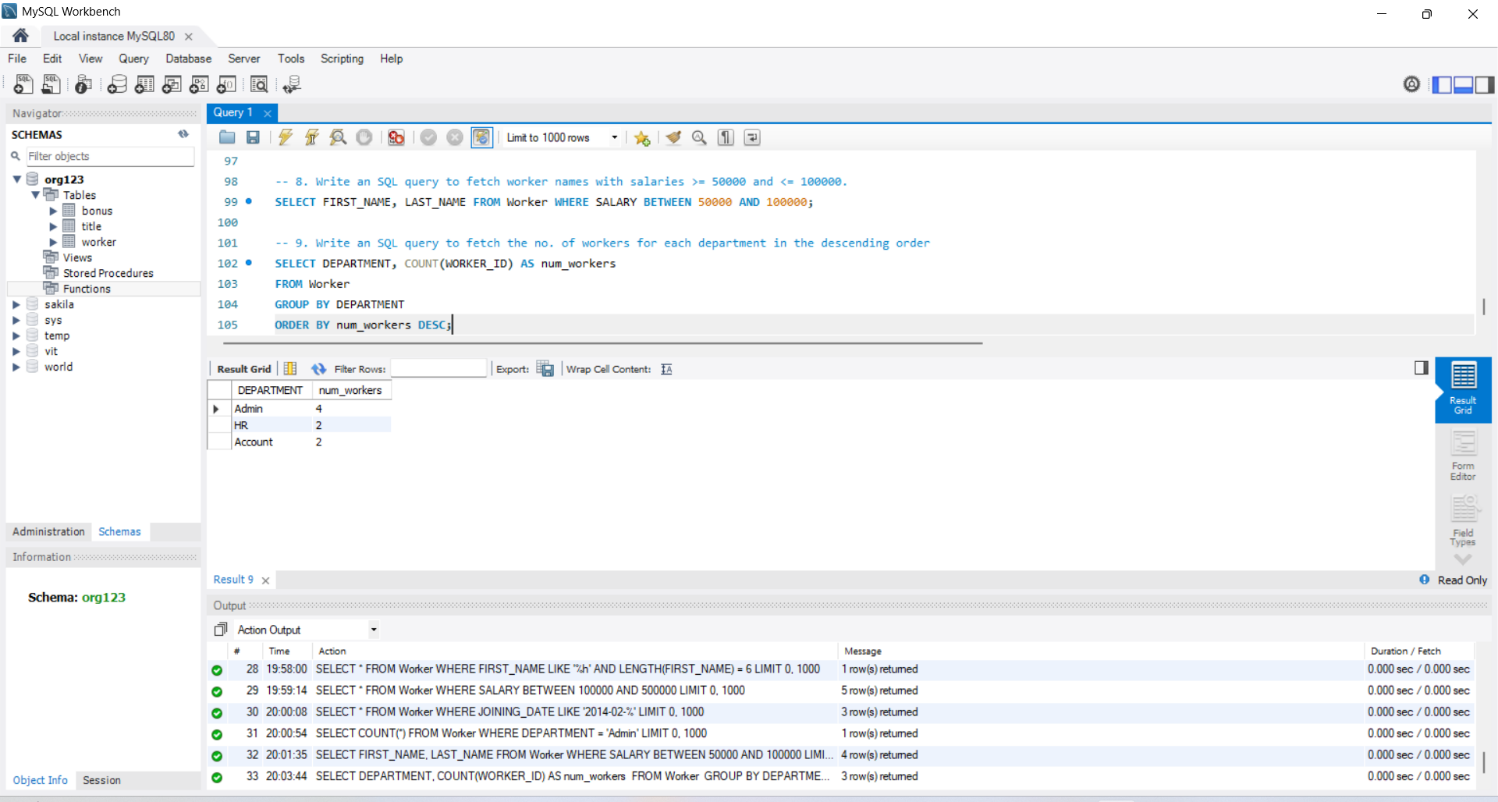 MySQL Workbench
Local instance MySQL80
File Edit View Query Database Server Tools Scripting Help
Navigator
SCHEMAS
Filter objects
org123
Tables
bonus
title
worker
Views
Stored Procedures
Functions
sakila
sys
temp
vit
world
Administration Schemas
Information
Schema: org123
Object Info Session
Query 1
Limit to 1000 rows
97
98 -- 8. Write an SQL query to fetch worker names with salaries >= 50000 and <= 100000.
99 SELECT FIRST_NAME, LAST_NAME FROM Worker WHERE SALARY BETWEEN 50000 AND 100000;
100
101 -- 9. Write an SQL query to fetch the no. of workers for each department in the descending order
102 SELECT DEPARTMENT, COUNT(WORKER_ID) AS num_workers
103 FROM Worker
104 GROUP BY DEPARTMENT
105 ORDER BY num_workers DESC;
Result Grid Filter Rows: Export: Wrap Cell Content:
DEPARTMENT num_workers
Admin 4
HR 2
Account 2
Result Grid
Form Editor
Field Types
Result 9
Read Only
Output
Action Output
# Time Action Message Duration / Fetch
28 19:58:00 SELECT * FROM Worker WHERE FIRST_NAME LIKE '%h' AND LENGTH(FIRST_NAME) = 6 LIMIT 0, 1000 1 row(s) returned 0.000 sec / 0.000 sec
29 19:59:14 SELECT * FROM Worker WHERE SALARY BETWEEN 100000 AND 500000 LIMIT 0, 1000 5 row(s) returned 0.000 sec / 0.000 sec
30 20:00:08 SELECT * FROM Worker WHERE JOINING_DATE LIKE '2014-02-%' LIMIT 0, 1000 3 row(s) returned 0.000 sec / 0.000 sec
31 20:00:54 SELECT COUNT(*) FROM Worker WHERE DEPARTMENT = 'Admin' LIMIT 0, 1000 1 row(s) returned 0.000 sec / 0.000 sec
32 20:01:35 SELECT FIRST_NAME, LAST_NAME FROM Worker WHERE SALARY BETWEEN 50000 AND 100000 LIMI... 4 row(s) returned 0.000 sec / 0.000 sec
33 20:03:44 SELECT DEPARTMENT, COUNT(WORKER_ID) AS num_workers FROM Worker GROUP BY DEPARTME... 3 row(s) returned 0.000 sec / 0.000 sec